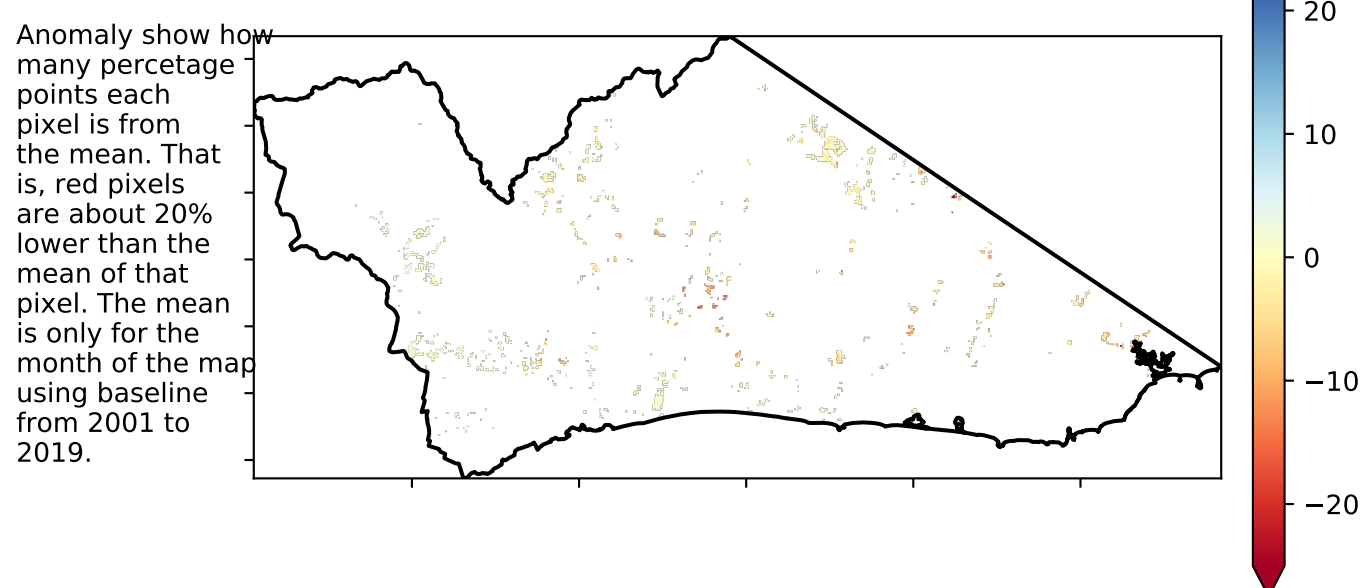 Anomaly show how
many percetage
points each
pixel is from
the mean. That
is, red pixels
are about 20%
lower than the
mean of that
pixel. The mean
is only for the
month of the map
using baseline
from 2001 to
2019.
20
10
0
−10
−20